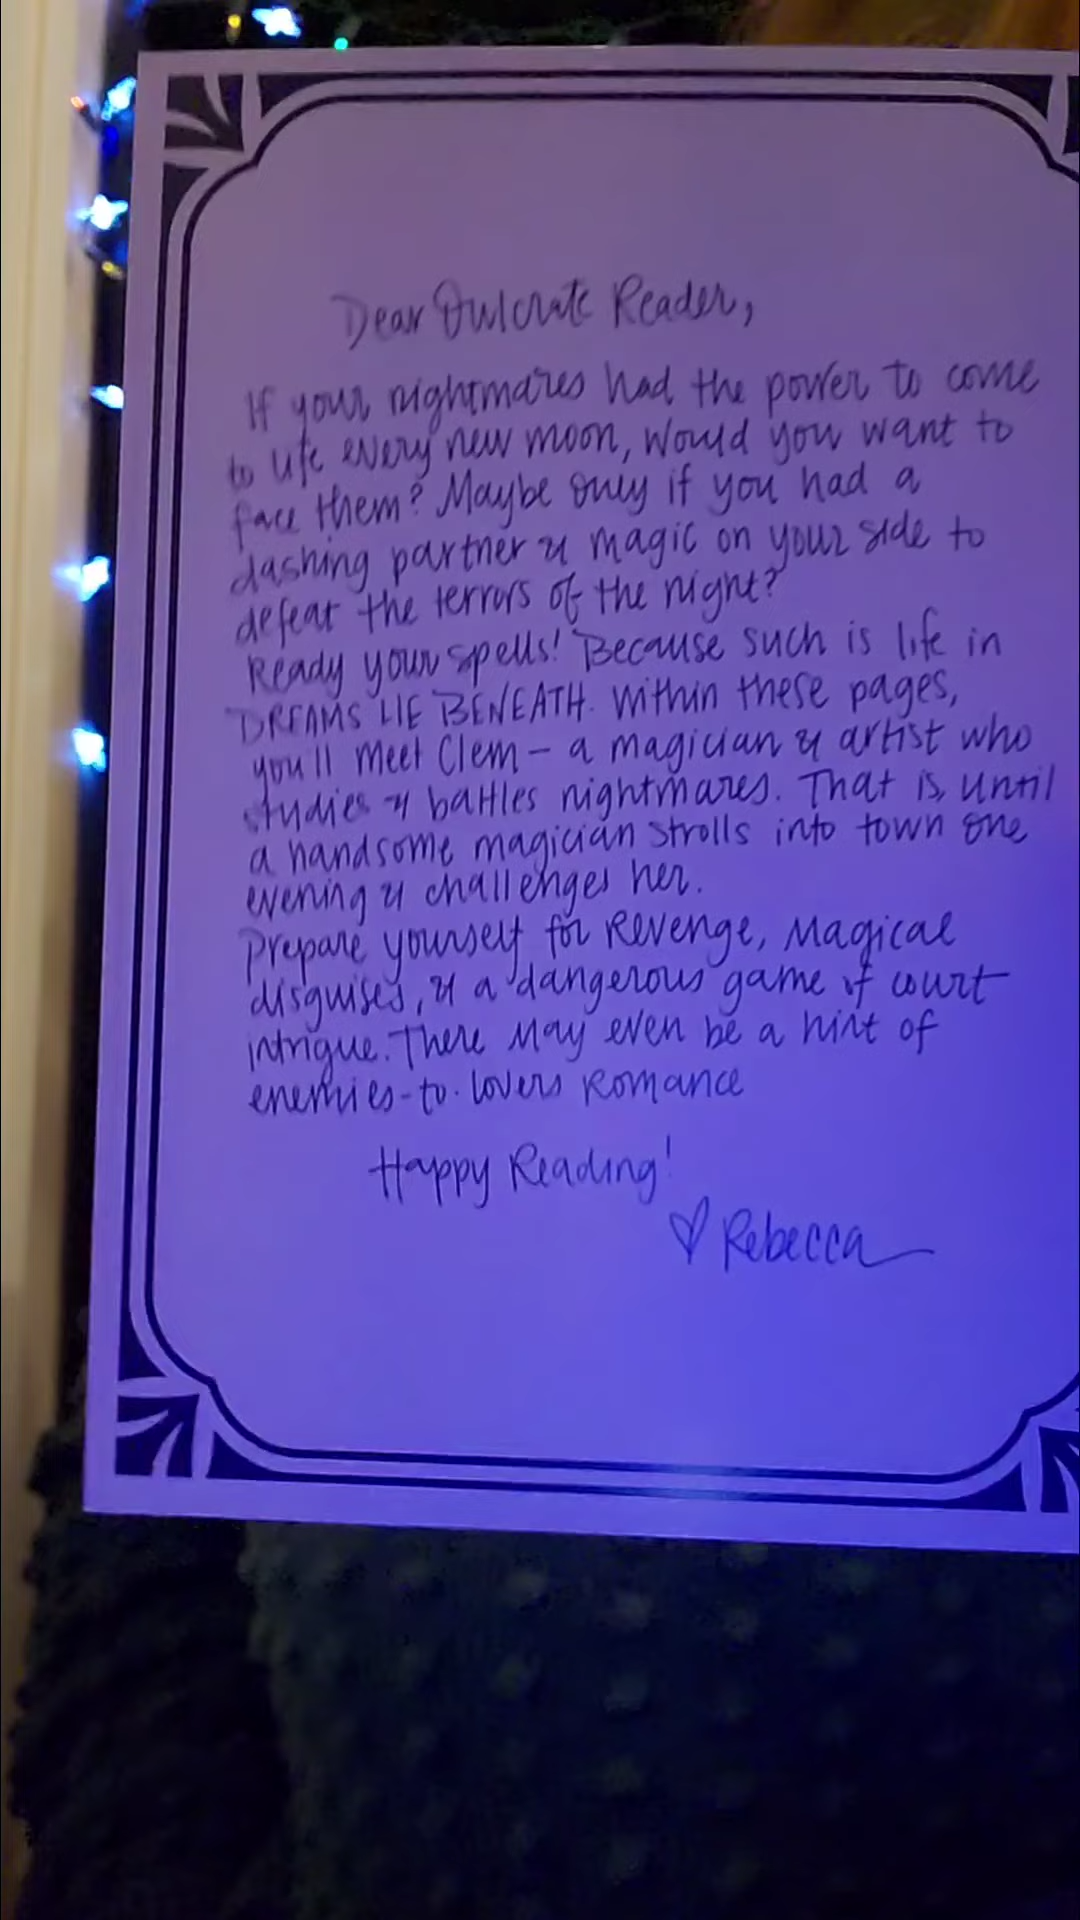 Dear Owlcrate Reader,
If your nightmares had the power to come
to life every new moon, would you want to
face them? Maybe only if you had a
dashing partner & magic on your side to
defeat the terrors of the night?
Ready your spells! Because such is life in
DREAMS LIE BENEATH. Within these pages,
you'll meet Clem – a magician & artist who
studies & battles nightmares. That is, until
a handsome magician strolls into town one
evening & challenges her.
Prepare yourself for Revenge, Magical
disguises, & a dangerous game of court
intrigue. There may even be a hint of
enemies-to-lovers Romance
Happy Reading!
♡ Rebecca